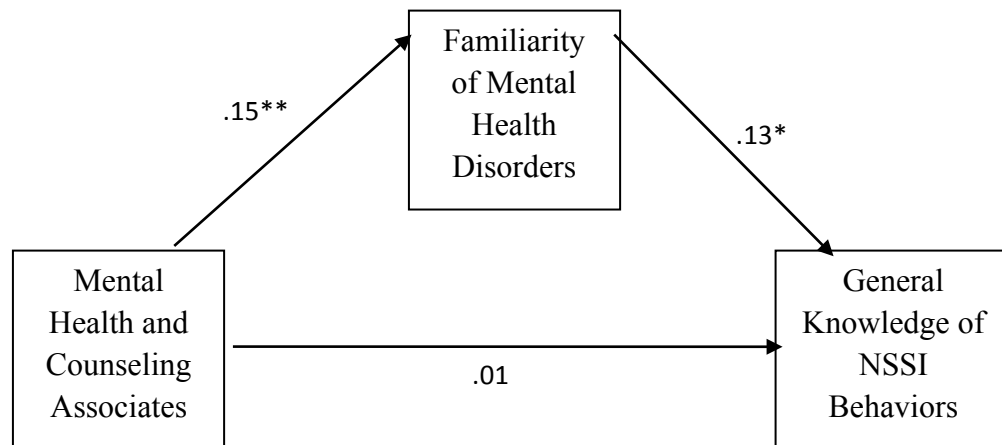 Familiarity
of Mental
Health
Disorders
.15**
.13*
Mental
Health and
Counseling
Associates
.01
General
Knowledge of
NSSI
Behaviors